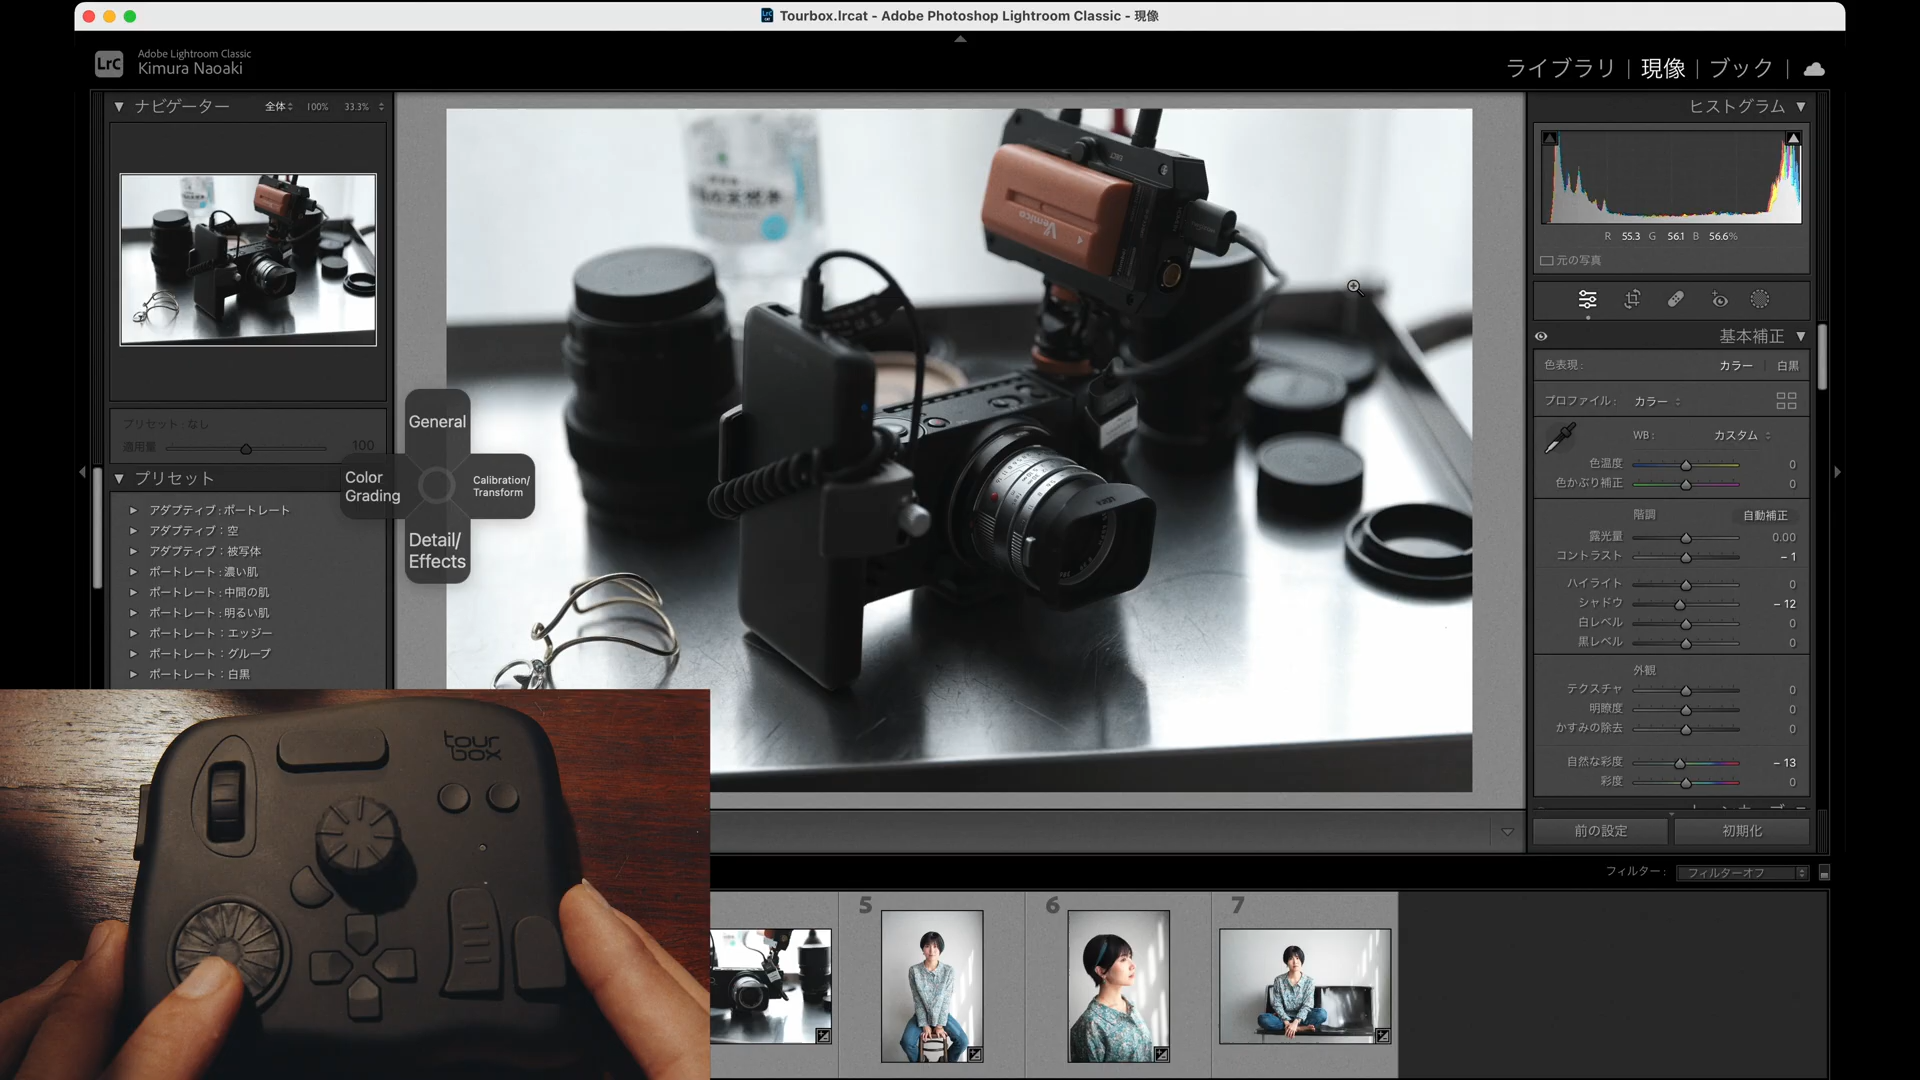 Tourbox.lrcat - Adobe Photoshop Lightroom Classic - 現像
LrC
Adobe Lightroom Classic
Kimura Naoaki
ライブラリ | 現像 | ブック |
ナビゲーター 全体 100% 33.3%
ヒストグラム
R 55.3 G 56.1 B 56.6%
元の写真
基本補正
色表現: カラー 白黒
プロファイル: カラー
WB: カスタム
色温度 0
色かぶり補正 0
階調 自動補正
露光量 0.00
コントラスト - 1
ハイライト 0
シャドウ - 12
白レベル 0
黒レベル 0
外観
テクスチャ 0
明瞭度 0
かすみの除去 0
自然な彩度 - 13
彩度 0
前の設定 初期化
プリセット: なし
適用量 100
プリセット
アダプティブ: ポートレート
アダプティブ: 空
アダプティブ: 被写体
ポートレート: 濃い肌
ポートレート: 中間の肌
ポートレート: 明るい肌
ポートレート: エッジー
ポートレート: グループ
ポートレート: 白黒
General
Color
Grading
Calibration/
Transform
Detail/
Effects
tour
box
フィルター: フィルターオフ
5
6
7